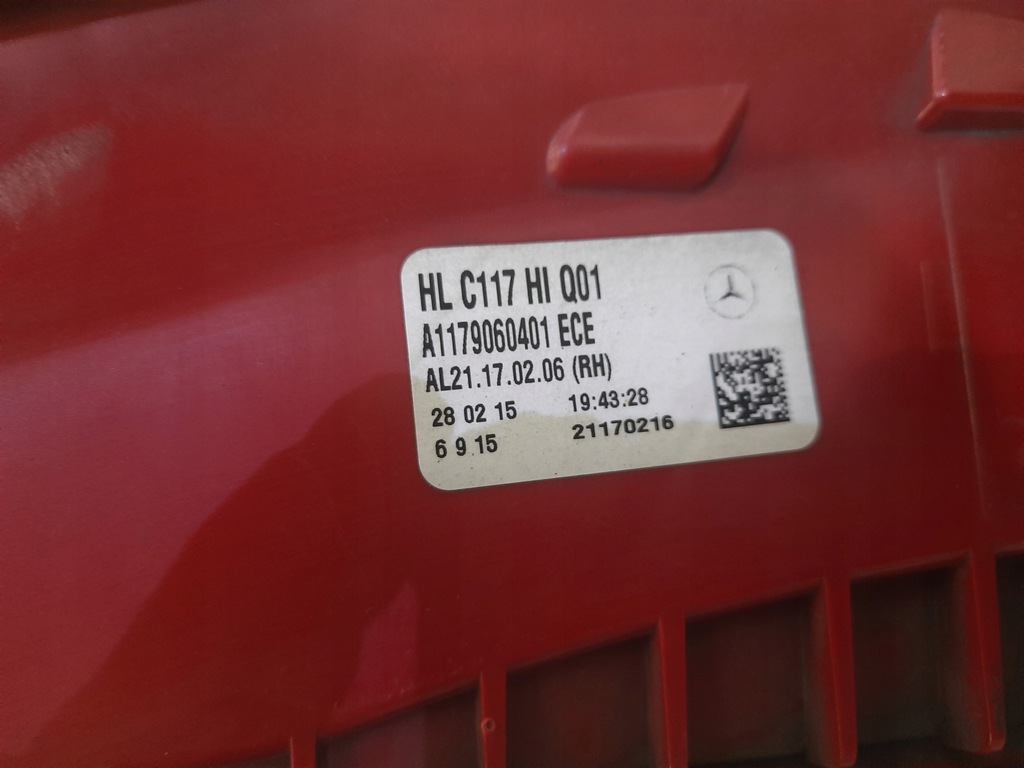 HL C117 HI Q01
A1179060401 ECE
AL21.17.02.06 (RH)
28 02 15 19:43:28
6 9 15 21170216